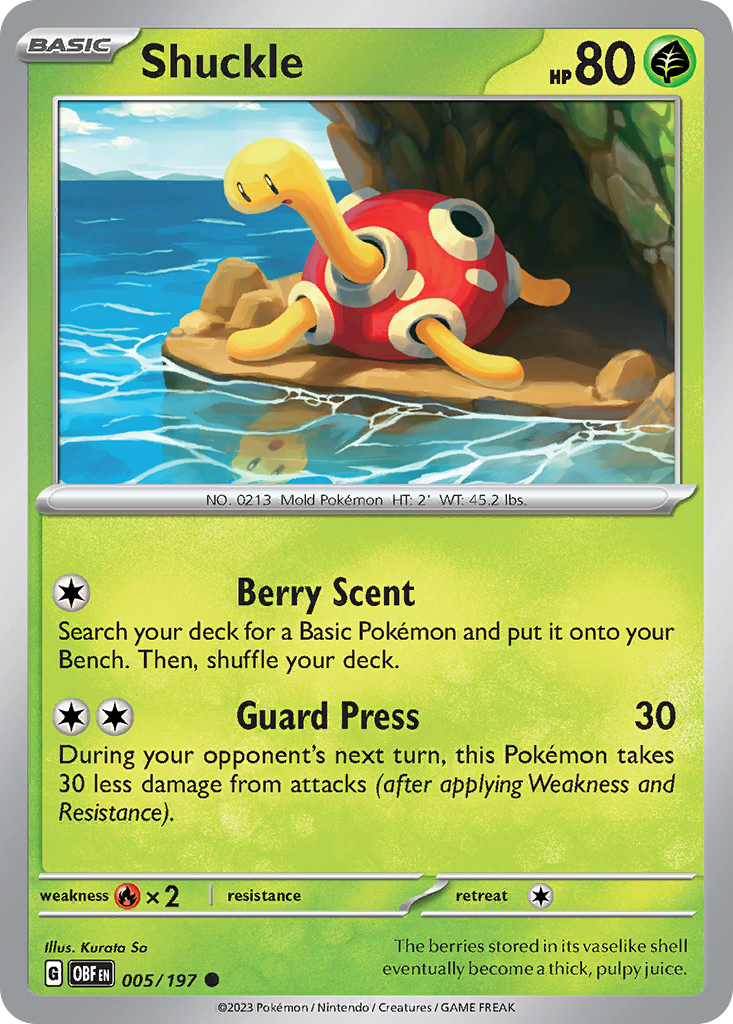 BASIC
Shuckle
HP 80
NO. 0213 Mold Pokémon HT: 2' WT: 45.2 lbs.
Berry Scent
Search your deck for a Basic Pokémon and put it onto your
Bench. Then, shuffle your deck.
Guard Press 30
During your opponent's next turn, this Pokémon takes
30 less damage from attacks (after applying Weakness and
Resistance).
weakness ×2 resistance retreat
Illus. Kurata So
The berries stored in its vaselike shell
eventually become a thick, pulpy juice.
G OBF EN 005/197
©2023 Pokémon / Nintendo / Creatures / GAME FREAK